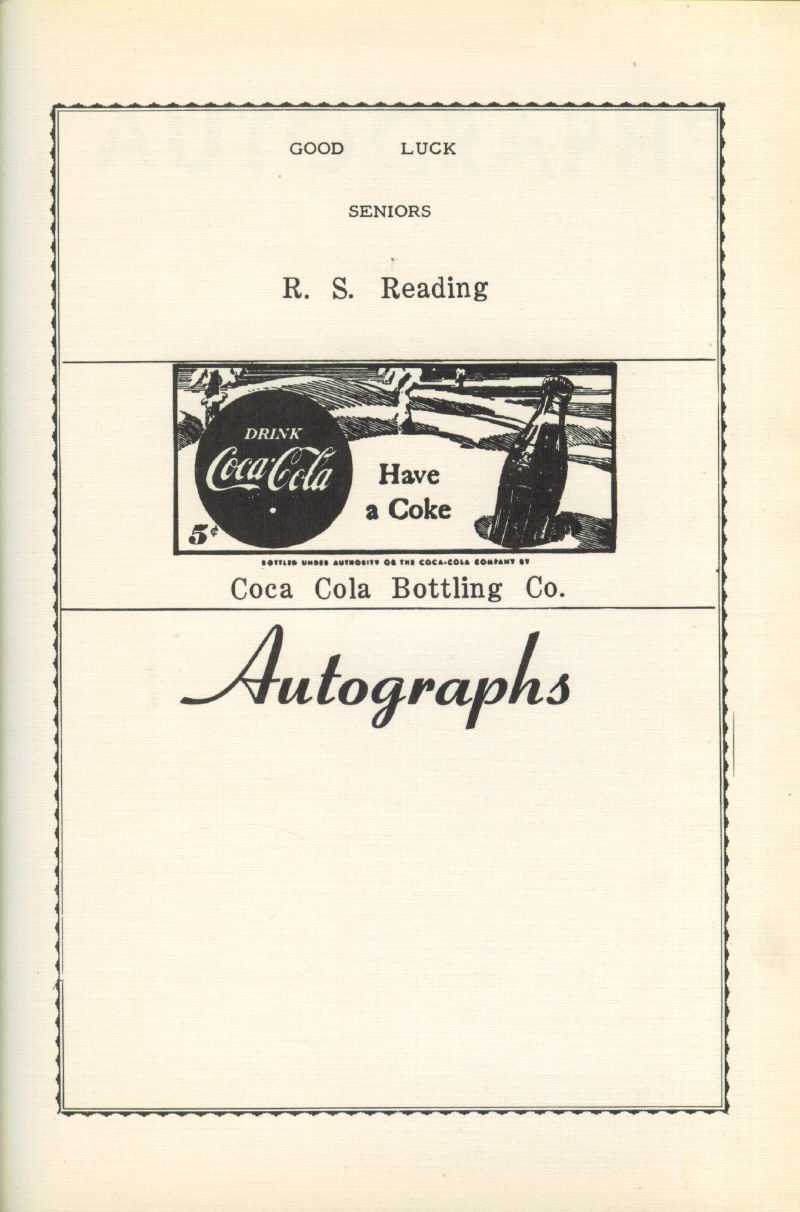 GOOD LUCK
SENIORS
R. S. Reading
DRINK
Coca-Cola
Have
a Coke
5¢
BOTTLED UNDER AUTHORITY OR THE COCA-COLA COMPANY BY
Coca Cola Bottling Co.
Autographs